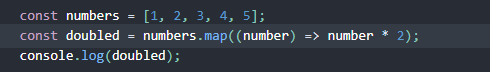 const numbers = [1, 2, 3, 4, 5];
const doubled = numbers.map((number) => number * 2);
console.log(doubled);